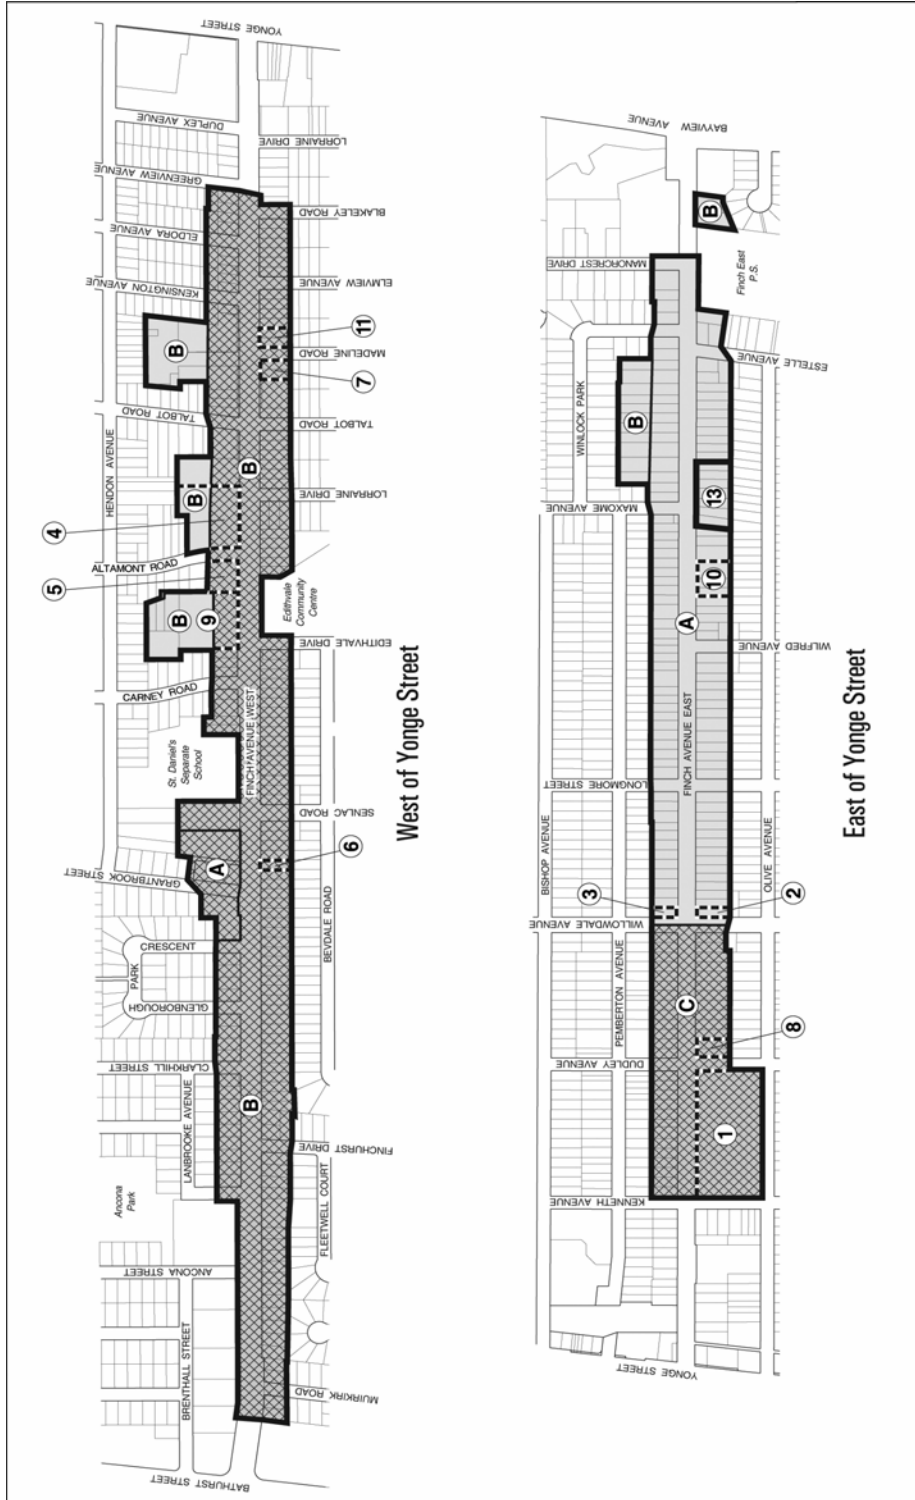 YONGE STREET
DUPLEX AVENUE
LORRAINE DRIVE
GREENVIEW AVENUE
BLAKELEY ROAD
ELDORA AVENUE
ELMVIEW AVENUE
KENSINGTON AVENUE
B
11
MADELINE ROAD
7
TALBOT ROAD
TALBOT ROAD
HENDON AVENUE
B
B
LORRAINE DRIVE
4
ALTAMONT ROAD
5
B
9
Edithvale
Community
Centre
EDITHVALE DRIVE
CARNEY ROAD
FINCH AVENUE WEST
St. Daniel's
Separate
School
SENLAC ROAD
A
6
GRANTBROOK STREET
BEVDALE ROAD
CRESCENT
PARK
GLENBOROUGH
CLARKHILL STREET
B
LANBROOKE AVENUE
FINCHURST DRIVE
Ancona
Park
FLEETWELL COURT
ANCONA STREET
BRENTHALL STREET
MUIRKIRK ROAD
BATHURST STREET
West of Yonge Street
BAYVIEW
AVENUE
B
MANORCREST DRIVE
Finch East
P.S.
ESTELLE AVENUE
WINLOCK PARK
B
MAXOME AVENUE
13
10
A
WILFRED AVENUE
FINCH AVENUE EAST
LONGMORE STREET
BISHOP AVENUE
OLIVE AVENUE
3
2
WILLOWDALE AVENUE
PEMBERTON AVENUE
C
8
DUDLEY AVENUE
1
KENNETH AVENUE
YONGE STREET
East of Yonge Street